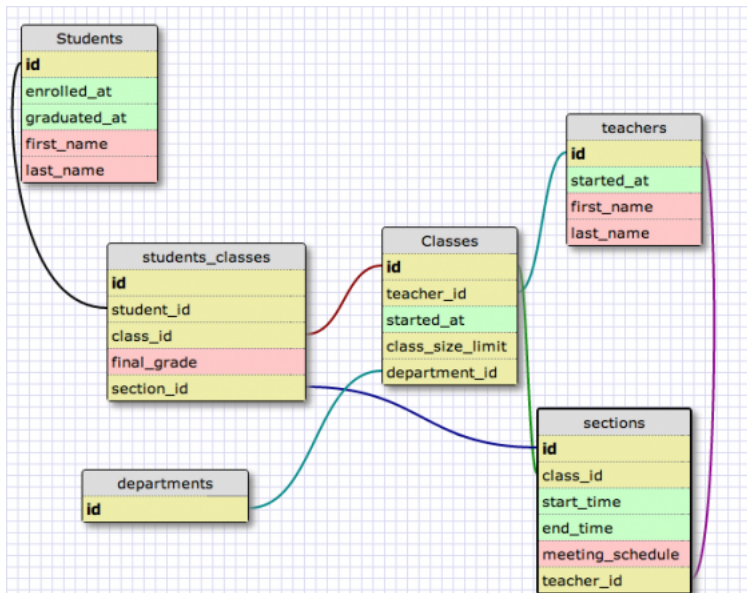 Students
id
enrolled_at
graduated_at
first_name
last_name
teachers
id
started_at
first_name
last_name
students_classes
id
student_id
class_id
final_grade
section_id
Classes
id
teacher_id
started_at
class_size_limit
department_id
departments
id
sections
id
class_id
start_time
end_time
meeting_schedule
teacher_id